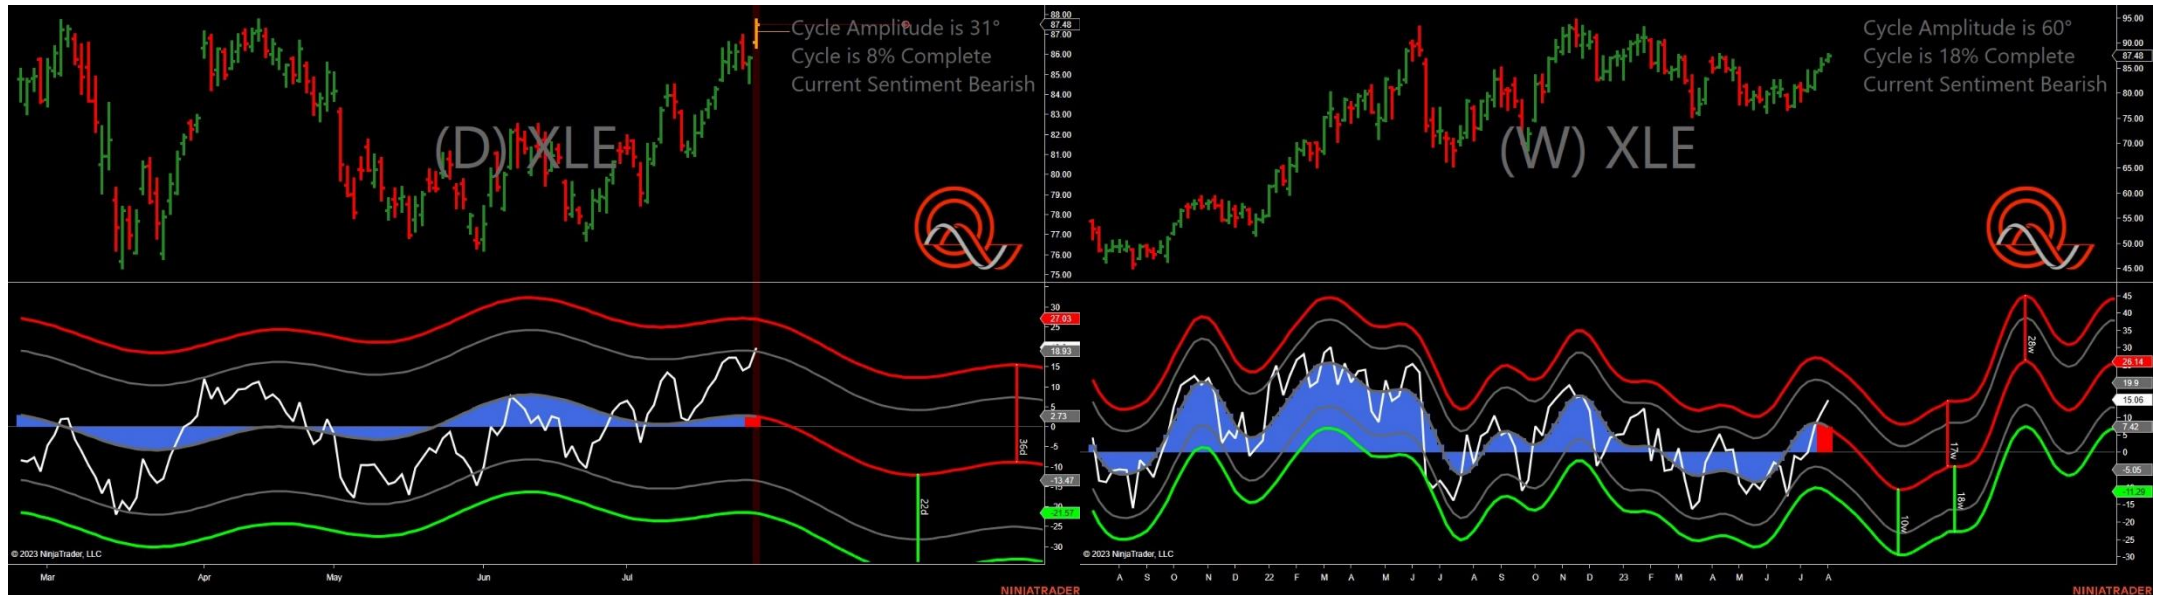 Cycle Amplitude is 31°
Cycle is 8% Complete
Current Sentiment Bearish
(D) XLE
88.00
87.48
87.00
86.00
85.00
84.00
83.00
82.00
81.00
80.00
79.00
78.00
77.00
76.00
75.00
30
27.03
25
18.93
15
10
5
2.73
0
-5
-10
-13.47
-21.57
-25
-30
36d
22d
© 2023 NinjaTrader, LLC
Mar Apr May Jun Jul
NINJATRADER
Cycle Amplitude is 60°
Cycle is 18% Complete
Current Sentiment Bearish
(W) XLE
95.00
90.00
87.48
85.00
80.00
75.00
70.00
65.00
60.00
55.00
50.00
45.00
45
40
35
30
25.14
19.9
15.06
10
7.42
0
-5.05
-11.29
-15
-20
-25
-30
28w
17w
18w
10w
© 2023 NinjaTrader, LLC
A S O N D 22 F M A M J J A S O N D 23 F M A M J J A
NINJATRADER